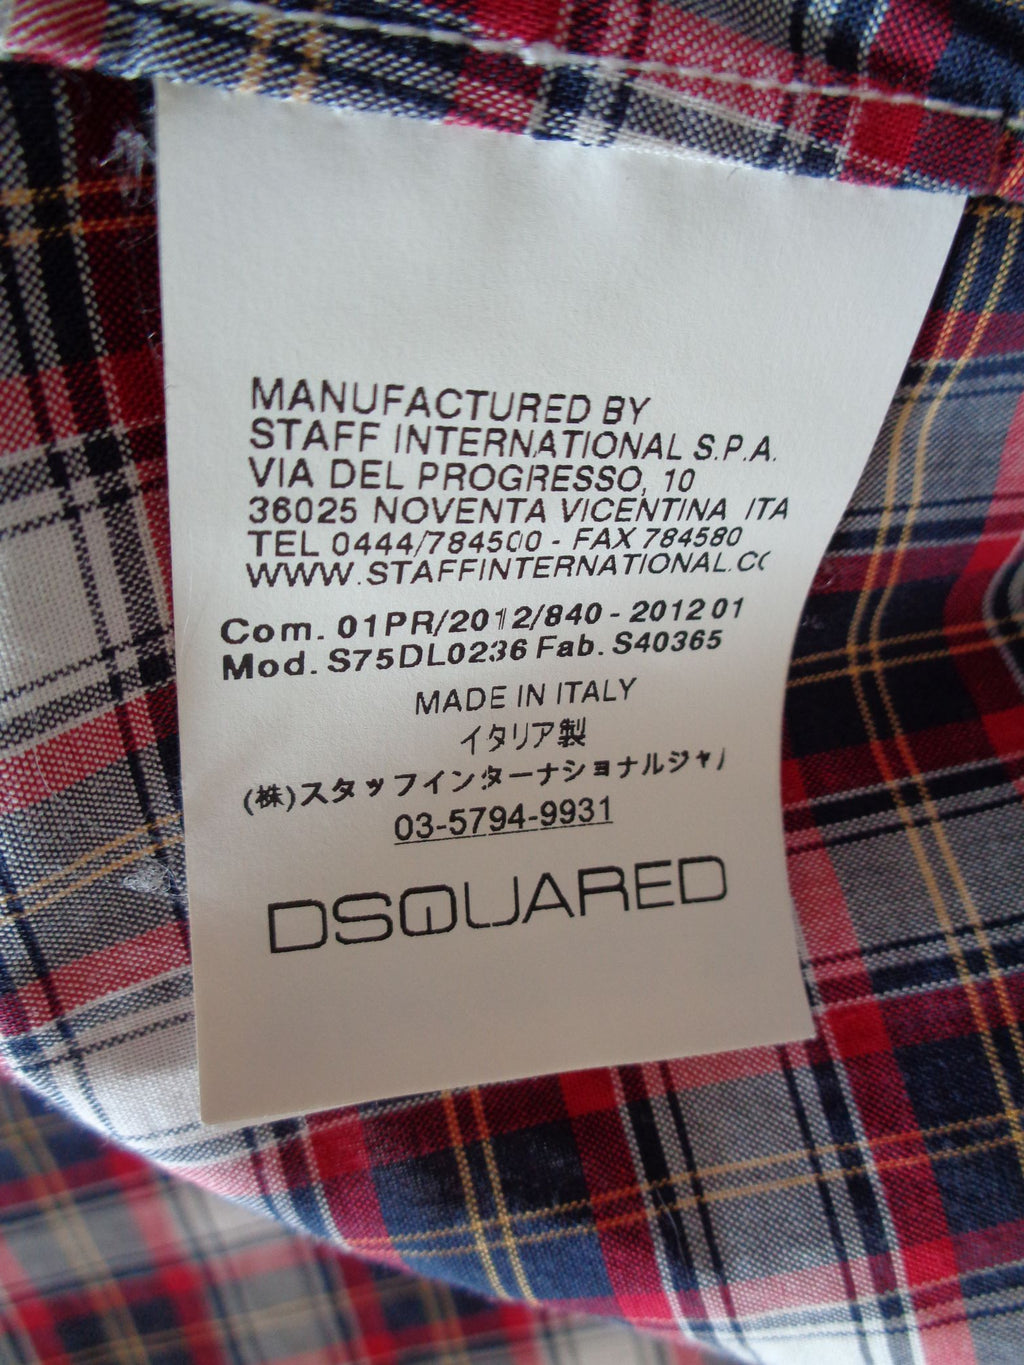 MANUFACTURED BY
STAFF INTERNATIONAL S.P.A.
VIA DEL PROGRESSO, 10
36025 NOVENTA VICENTINA ITA
TEL 0444/784500 - FAX 784580
WWW.STAFFINTERNATIONAL.CO
Com. 01PR/2012/840 - 2012 01
Mod. S75DL0236 Fab. S40365
MADE IN ITALY
イタリア製
(株)スタッフインターナショナルジャ
03-5794-9931
DSQUARED